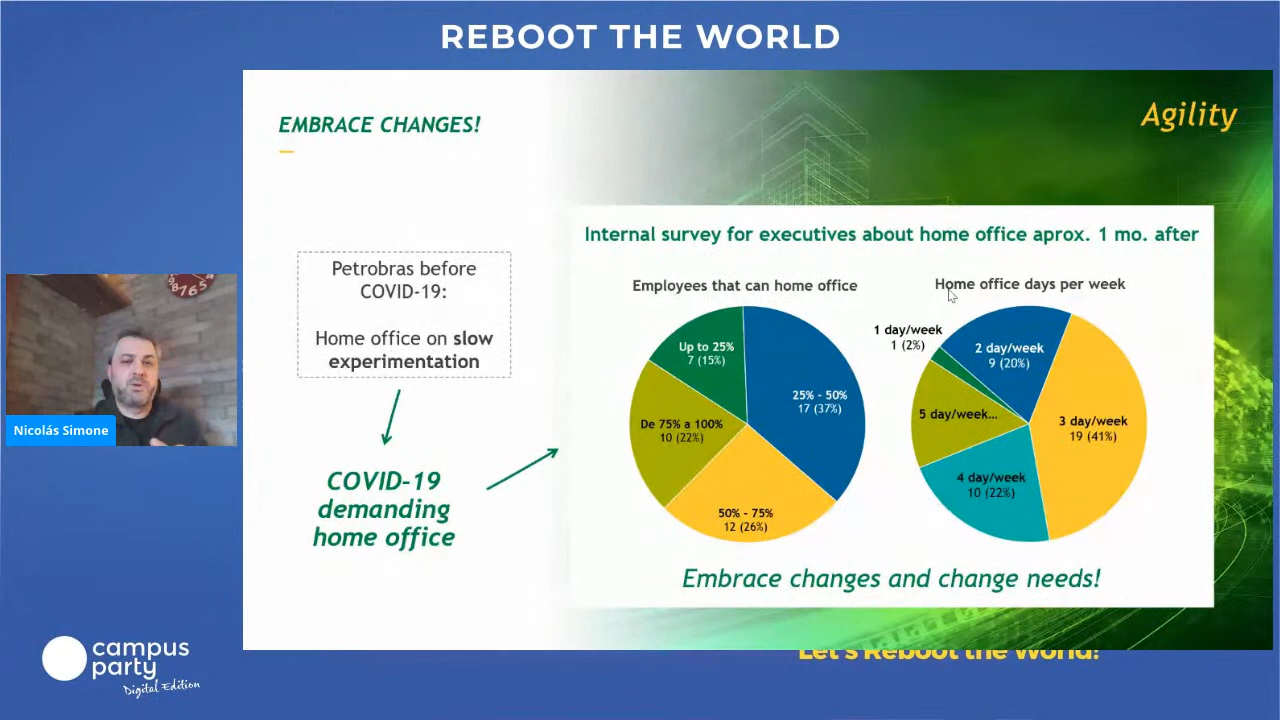 REBOOT THE WORLD
EMBRACE CHANGES!
Agility
Petrobras before
COVID-19:
Home office on slow
experimentation
COVID-19
demanding
home office
Internal survey for executives about home office aprox. 1 mo. after
Employees that can home office
Up to 25%
7 (15%)
25% - 50%
17 (37%)
De 75% a 100%
10 (22%)
50% - 75%
12 (26%)
Home office days per week
1 day/week
1 (2%)
2 day/week
9 (20%)
5 day/week...
3 day/week
19 (41%)
4 day/week
10 (22%)
Embrace changes and change needs!
Nicolás Simone
campus
party
Digital Edition
Let's Reboot the World!